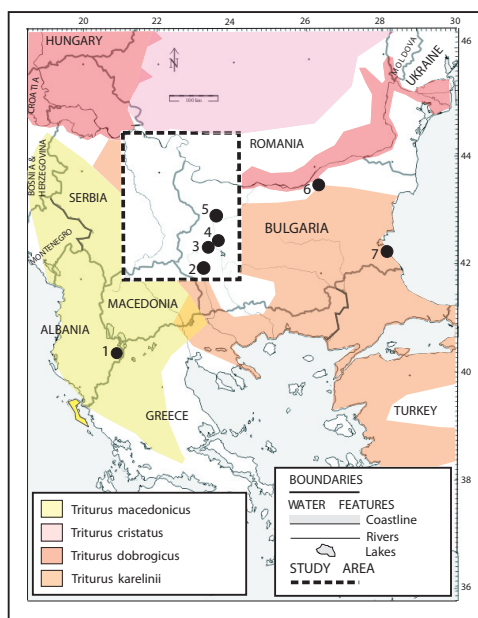 20 22 24 26 28 30
HUNGARY
46
MOLDOVA
UKRAINE
CROATIA
N
100 km
ROMANIA
44
BOSNIA &
HERZEGOVINA
SERBIA
6
5
BULGARIA
4
3
7
MONTENEGRO
2
42
MACEDONIA
ALBANIA
1
40
TURKEY
GREECE
BOUNDARIES
WATER FEATURES
Coastline
Rivers
Lakes
STUDY AREA
38
Triturus macedonicus
Triturus cristatus
Triturus dobrogicus
Triturus karelinii
36